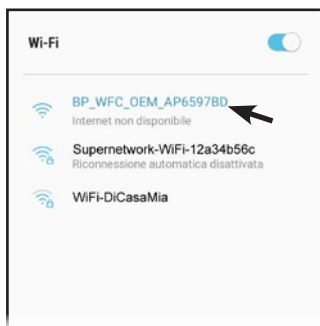 Wi-Fi
BP_WFC_OEM_AP6597BD
Internet non disponibile
Supernetwork-WiFi-12a34b56c
Riconnessione automatica disattivata
WiFi-DiCasaMia